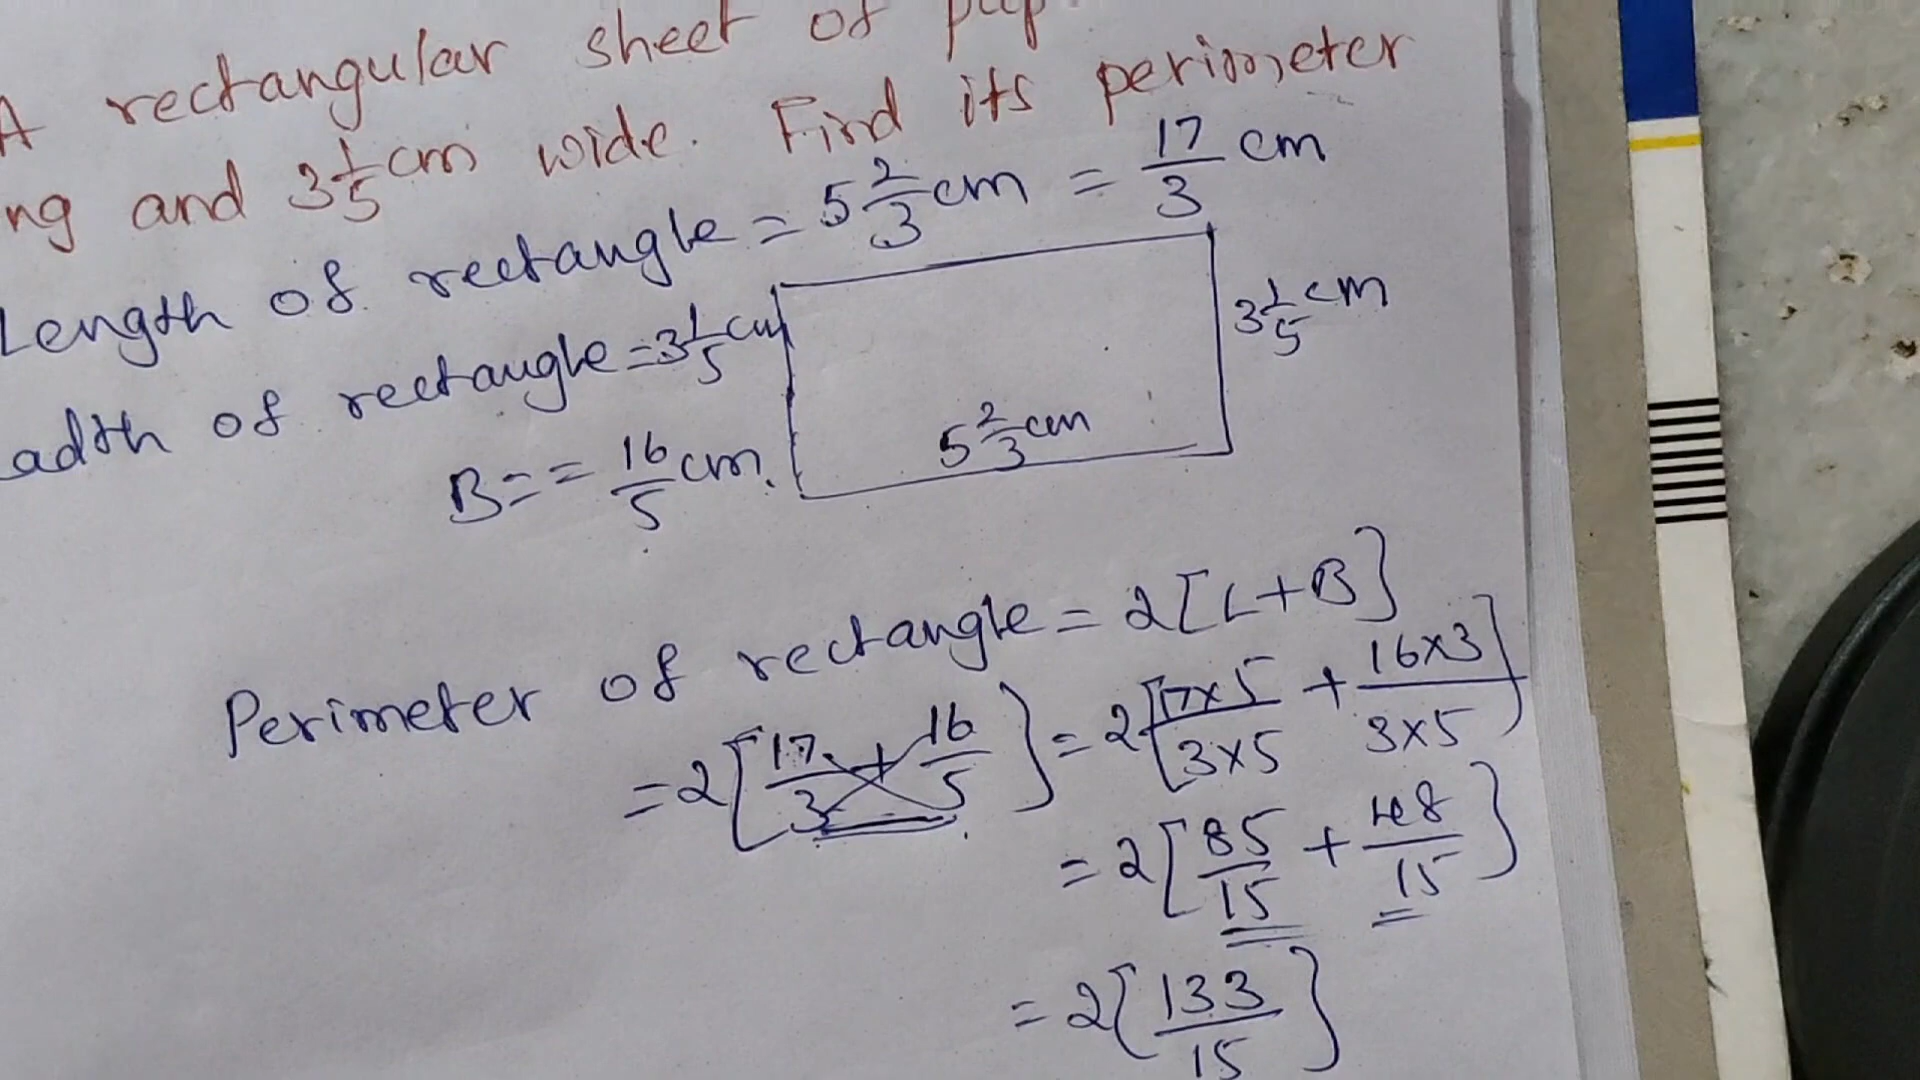 A rectangular sheet of pap
ng and 3 1/5 cm wide. Find its perimeter
Length of rectangle = 5 2/3 cm = 17/3 cm
adth of rectangle = 3 1/5 cm
3 1/5 cm
B = = 16/5 cm.
5 2/3 cm
Perimeter of rectangle = 2[L+B]
= 2[17/3 + 16/5] = 2[17×5/3×5 + 16×3/3×5]
= 2[85/15 + 48/15]
= 2[133/15]